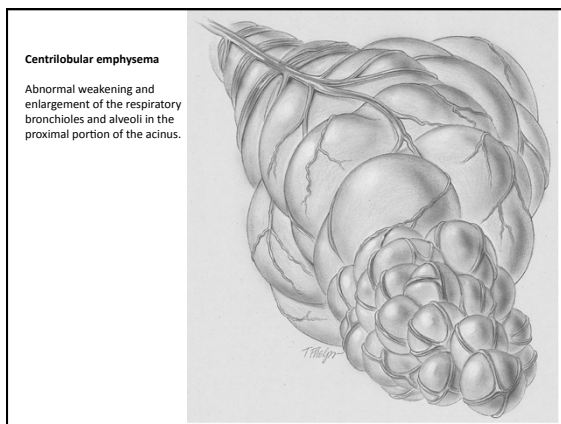 Centrilobular emphysema
Abnormal weakening and
enlargement of the respiratory
bronchioles and alveoli in the
proximal portion of the acinus.
T Phelps